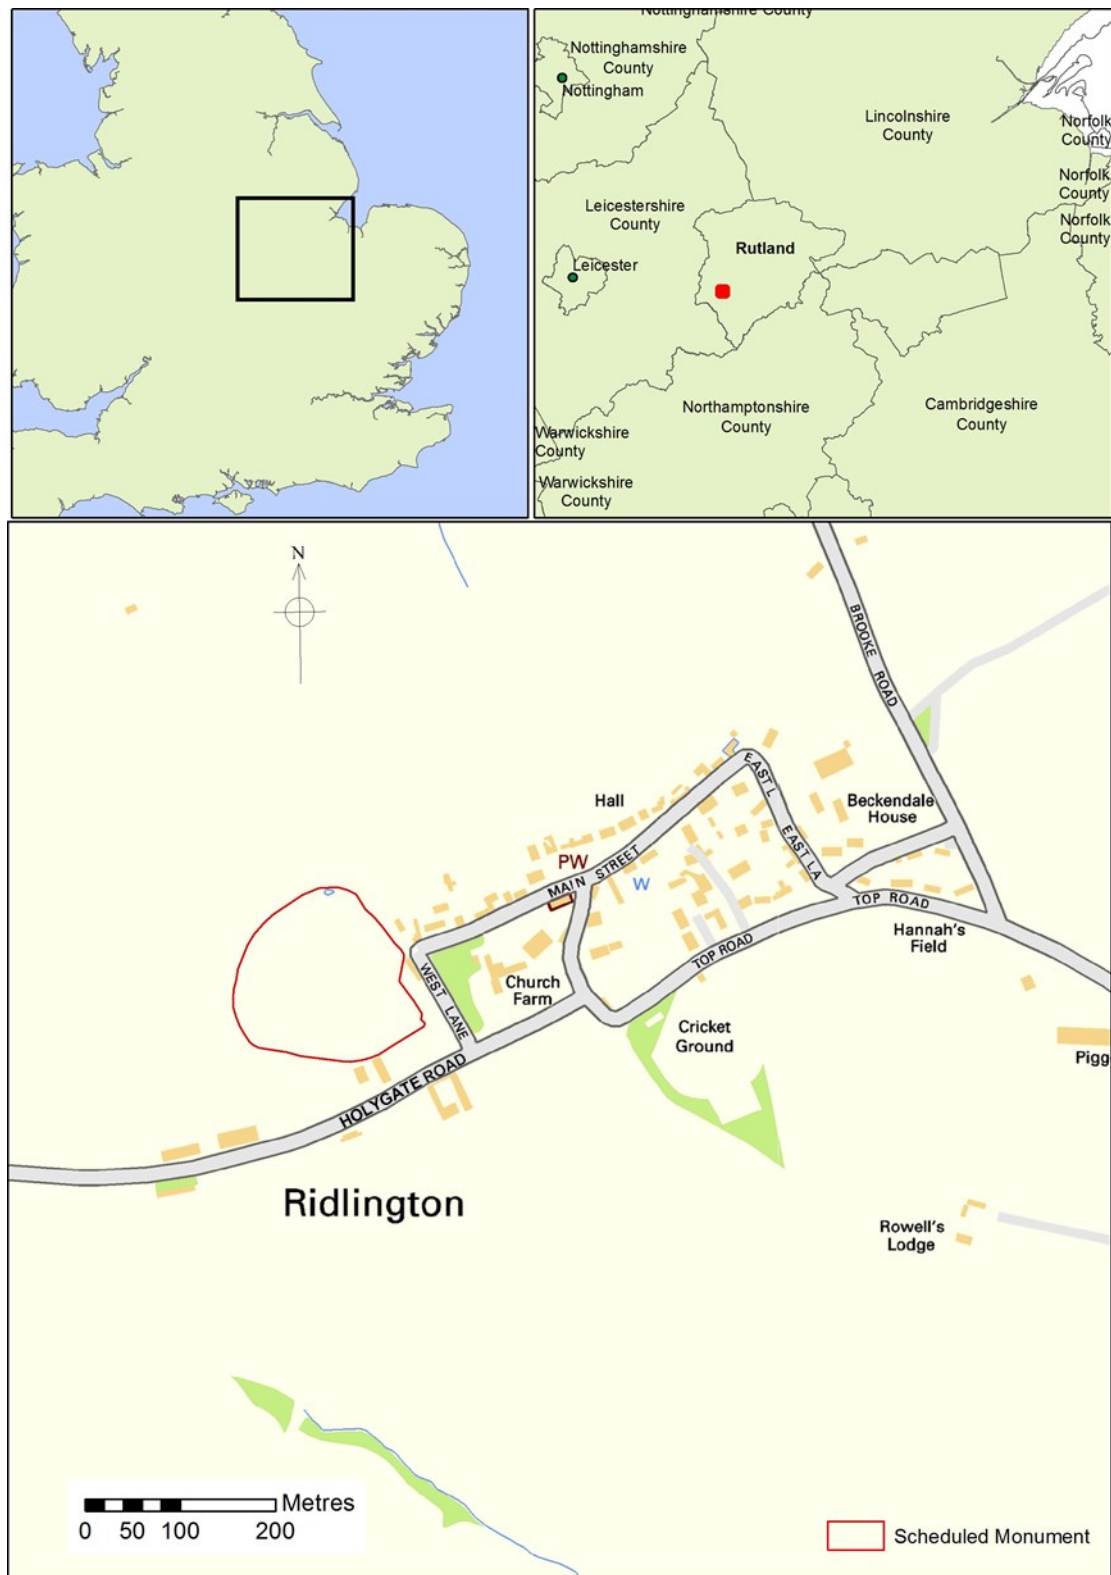 Nottinghamshire County
Nottinghamshire
County
Nottingham
Lincolnshire
County
Norfolk
County
Norfolk
County
Norfolk
County
Leicestershire
County
Rutland
Leicester
Northamptonshire
County
Cambridgeshire
County
Warwickshire
County
Warwickshire
County
N
BROOKE ROAD
EAST L
Hall
Beckendale
House
EAST LA
PW
MAIN STREET
W
TOP ROAD
Hannah's
Field
TOP ROAD
WEST LANE
Church
Farm
Cricket
Ground
Pigg
HOLYGATE ROAD
Ridlington
Rowell's
Lodge
Metres
0 50 100 200
Scheduled Monument